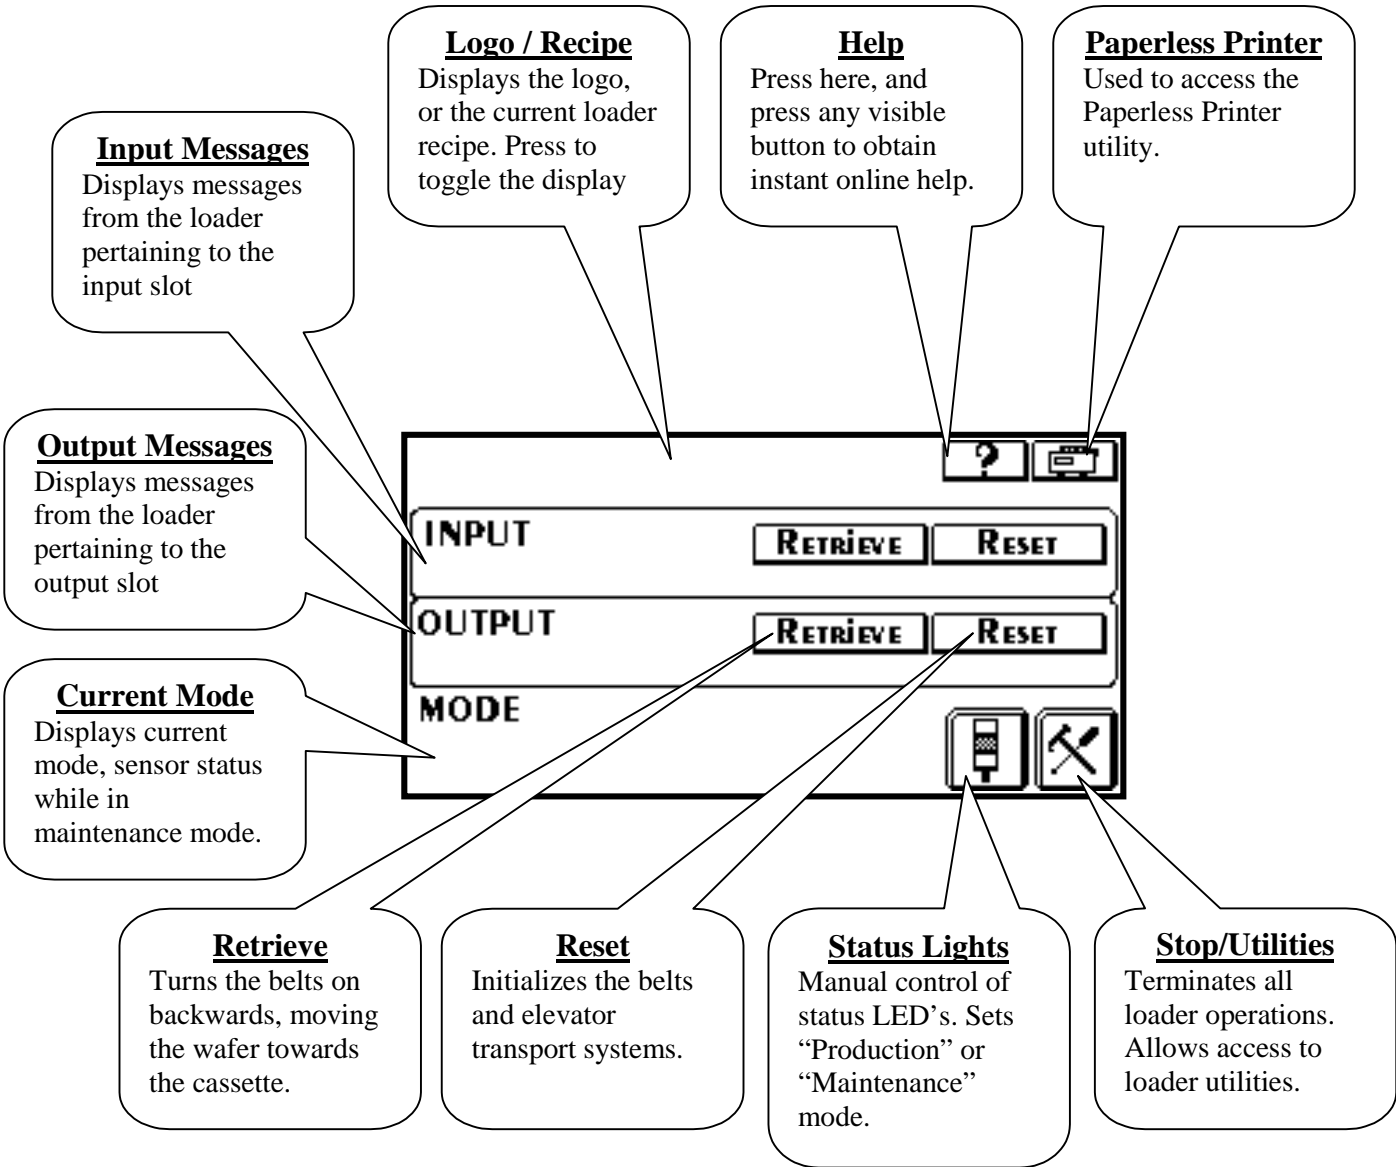 Logo / Recipe
Displays the logo,
or the current loader
recipe. Press to
toggle the display
Help
Press here, and
press any visible
button to obtain
instant online help.
Paperless Printer
Used to access the
Paperless Printer
utility.
Input Messages
Displays messages
from the loader
pertaining to the
input slot
Output Messages
Displays messages
from the loader
pertaining to the
output slot
Current Mode
Displays current
mode, sensor status
while in
maintenance mode.
?
INPUT
RETRIEVE
RESET
OUTPUT
RETRIEVE
RESET
MODE
Retrieve
Turns the belts on
backwards, moving
the wafer towards
the cassette.
Reset
Initializes the belts
and elevator
transport systems.
Status Lights
Manual control of
status LED’s. Sets
“Production” or
“Maintenance”
mode.
Stop/Utilities
Terminates all
loader operations.
Allows access to
loader utilities.